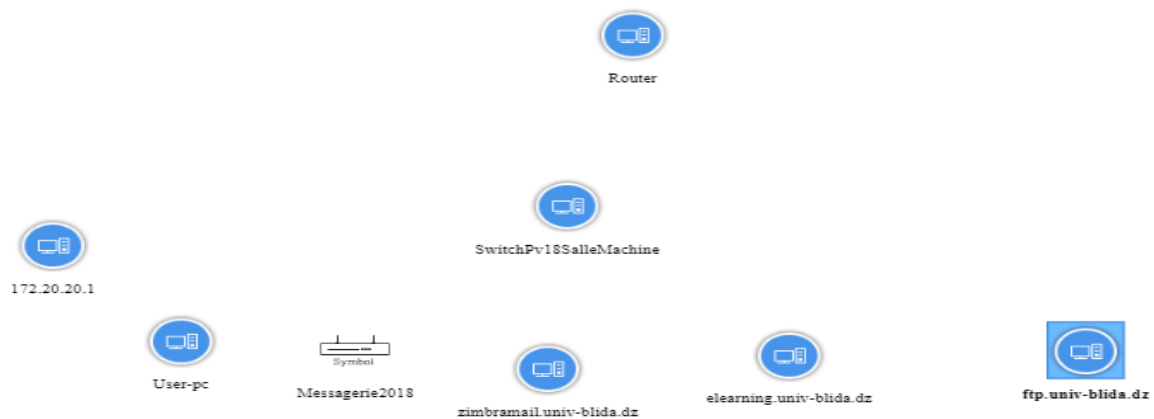 Router
SwitchPv18SalleMachine
172.20.20.1
User-pc
Symbol
Messagerie2018
zimbramail.univ-blida.dz
elearning.univ-blida.dz
ftp.univ-blida.dz